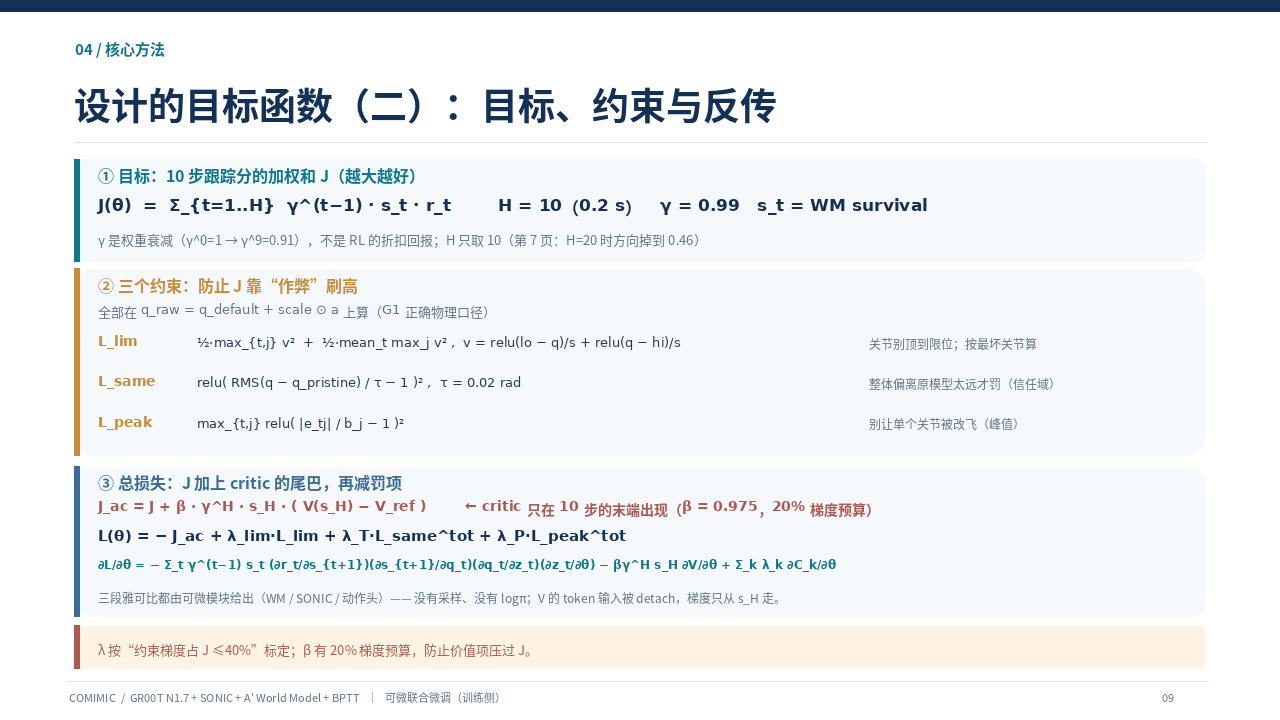 04 / 核心方法
设计的目标函数（二）：目标、约束与反传
① 目标：10 步跟踪分的加权和 J（越大越好）
J(θ) = Σ_{t=1..H} γ^(t−1) · s_t · r_t H = 10（0.2 s） γ = 0.99 s_t = WM survival
γ 是权重衰减（γ^0=1 → γ^9=0.91），不是 RL 的折扣回报；H 只取 10（第 7 页：H=20 时方向掉到 0.46）
② 三个约束：防止 J 靠“作弊”刷高
全部在 q_raw = q_default + scale ⊙ a 上算（G1 正确物理口径）
L_lim ½·max_{t,j} v² + ½·mean_t max_j v² , v = relu(lo − q)/s + relu(q − hi)/s 关节别顶到限位；按最坏关节算
L_same relu( RMS(q − q_pristine) / τ − 1 )² , τ = 0.02 rad 整体偏离原模型太远才罚（信任域）
L_peak max_{t,j} relu( |e_tj| / b_j − 1 )² 别让单个关节被改飞（峰值）
③ 总损失：J 加上 critic 的尾巴，再减罚项
J_ac = J + β · γ^H · s_H · ( V(s_H) − V_ref ) ← critic 只在 10 步的末端出现（β = 0.975，20% 梯度预算）
L(θ) = − J_ac + λ_lim·L_lim + λ_T·L_same^tot + λ_P·L_peak^tot
∂L/∂θ = − Σ_t γ^(t−1) s_t (∂r_t/∂s_{t+1})(∂s_{t+1}/∂q_t)(∂q_t/∂z_t)(∂z_t/∂θ) − βγ^H s_H ∂V/∂θ + Σ_k λ_k ∂C_k/∂θ
三段雅可比都由可微模块给出（WM / SONIC / 动作头）—— 没有采样、没有 logπ；V 的 token 输入被 detach，梯度只从 s_H 走。
λ 按“约束梯度占 J ≤40%”标定；β 有 20% 梯度预算，防止价值项压过 J。
COMIMIC / GR00T N1.7 + SONIC + A' World Model + BPTT ｜ 可微联合微调（训练侧） 09